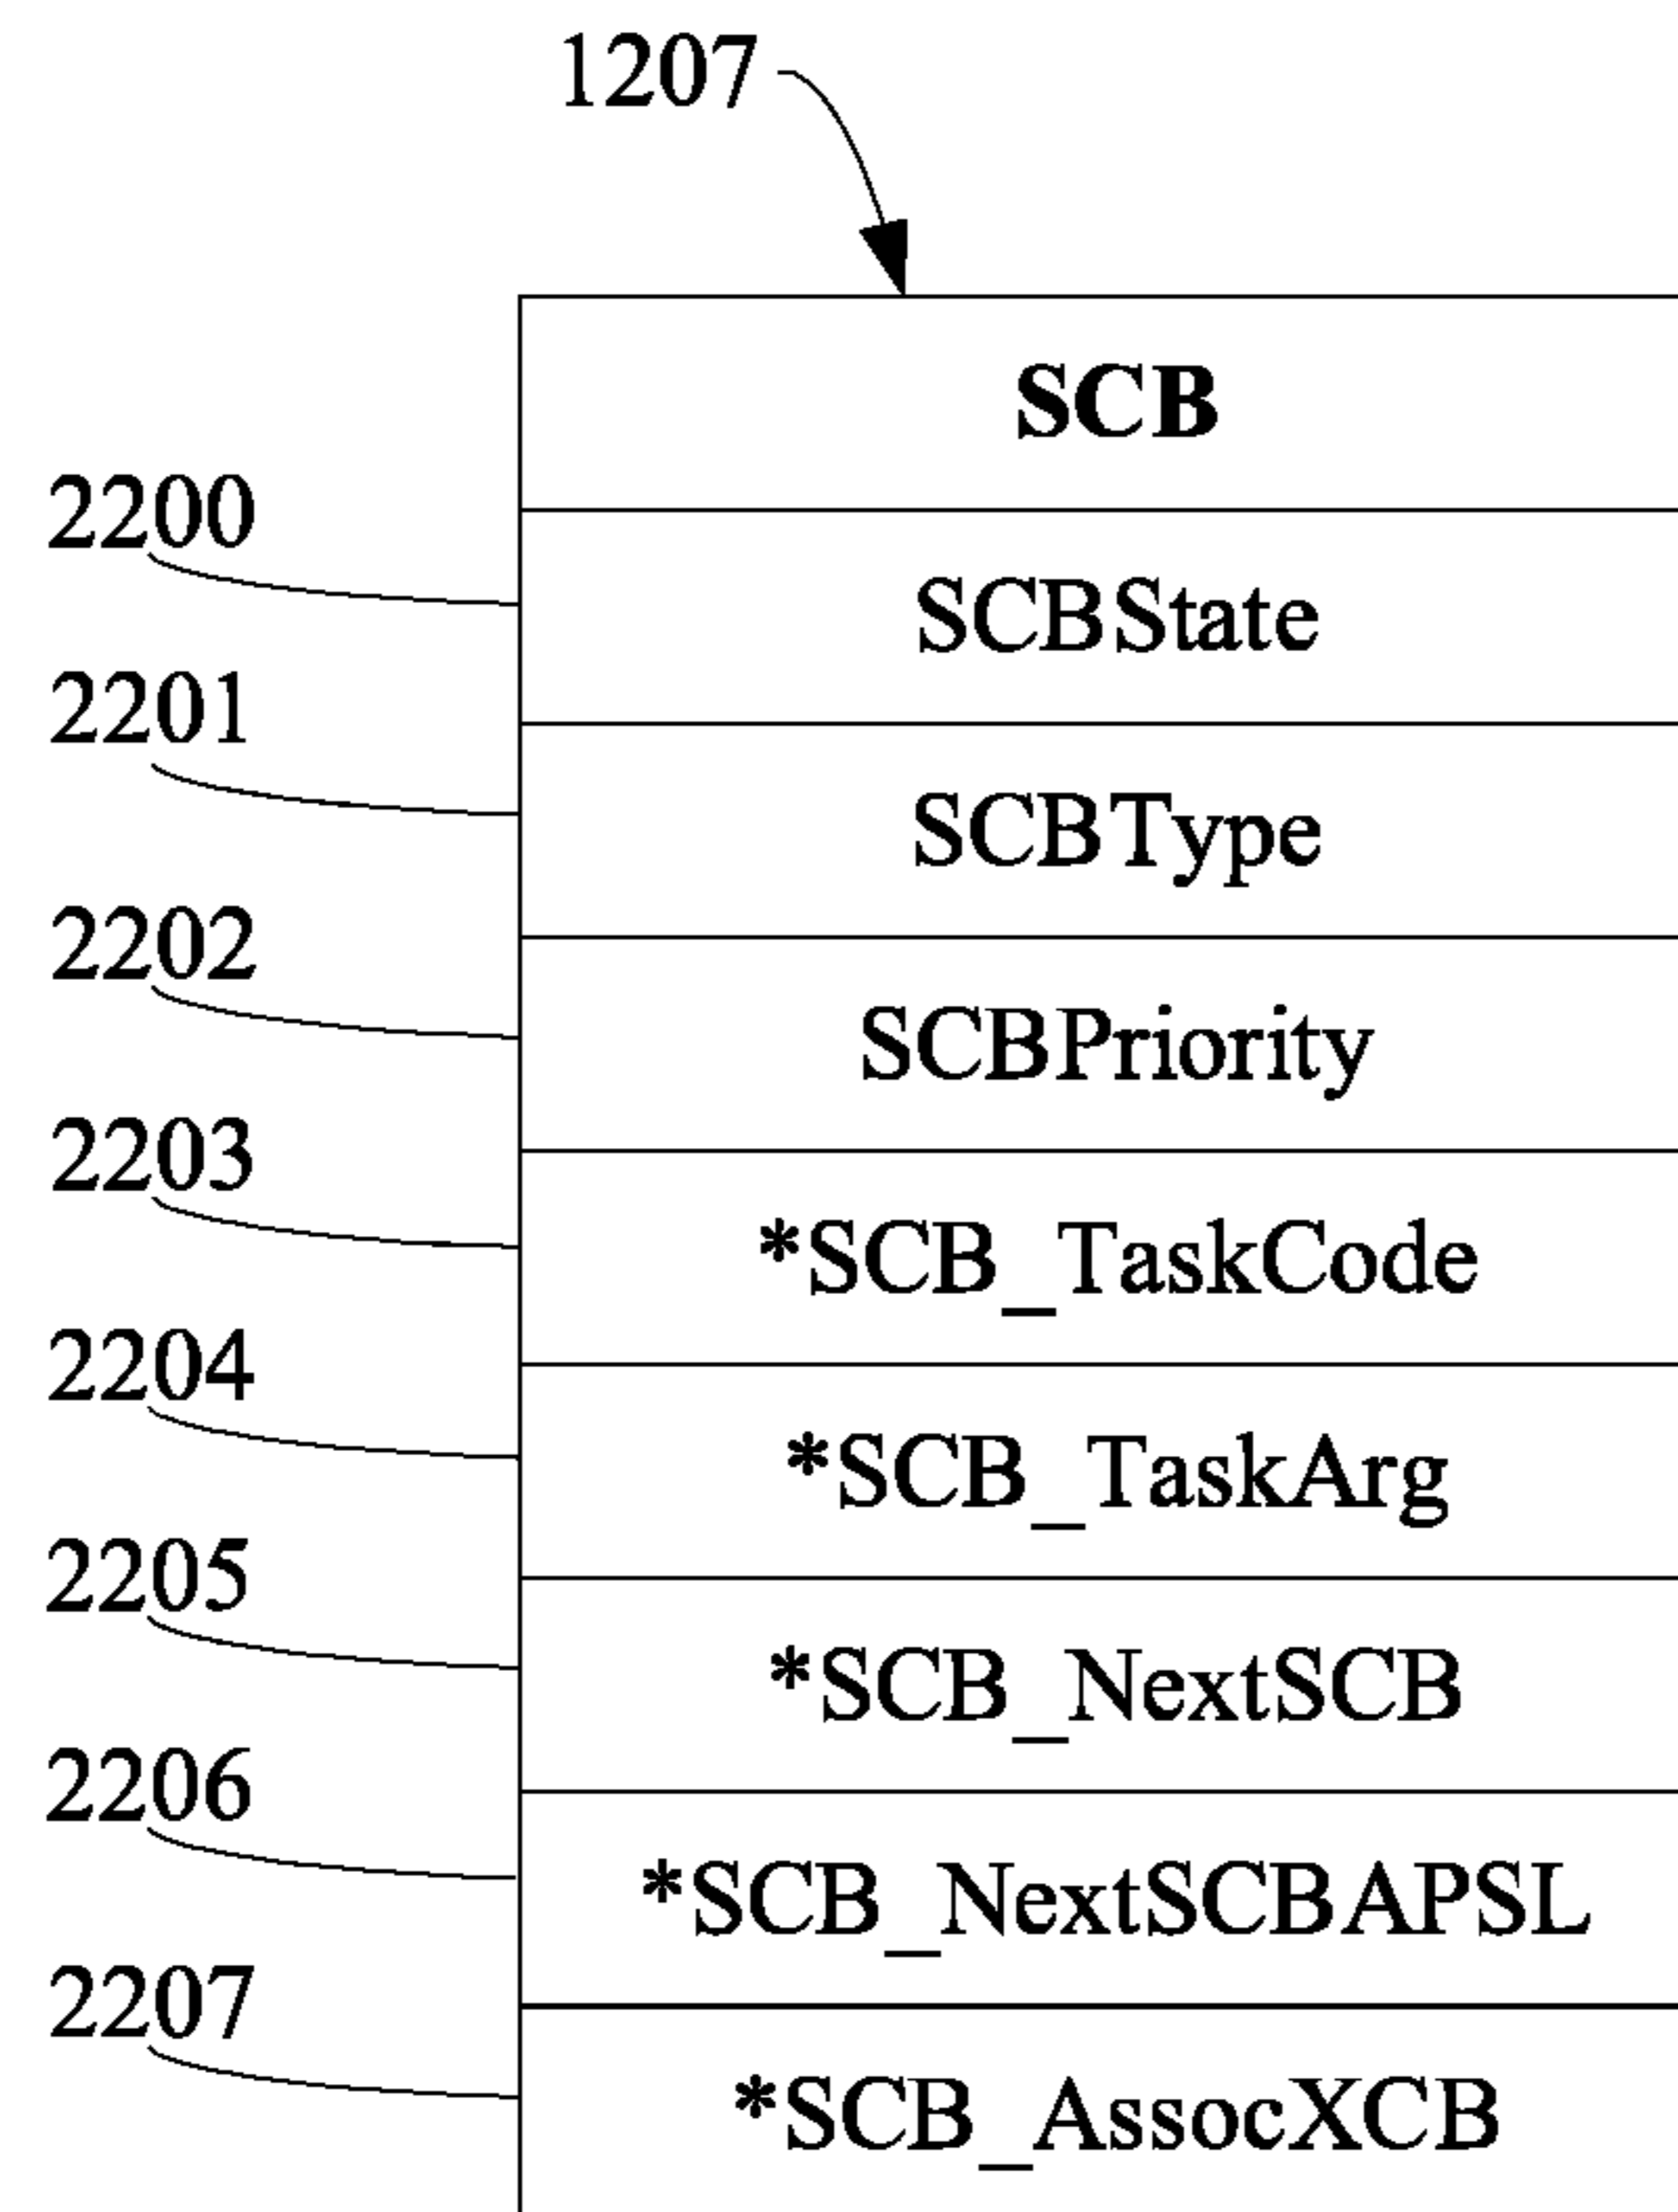 1207
SCB
2200
SCBState
2201
SCBType
2202
SCBPriority
2203
*SCB_TaskCode
2204
*SCB_TaskArg
2205
*SCB_NextSCB
2206
*SCB_NextSCBAPSL
2207
*SCB_AssocXCB